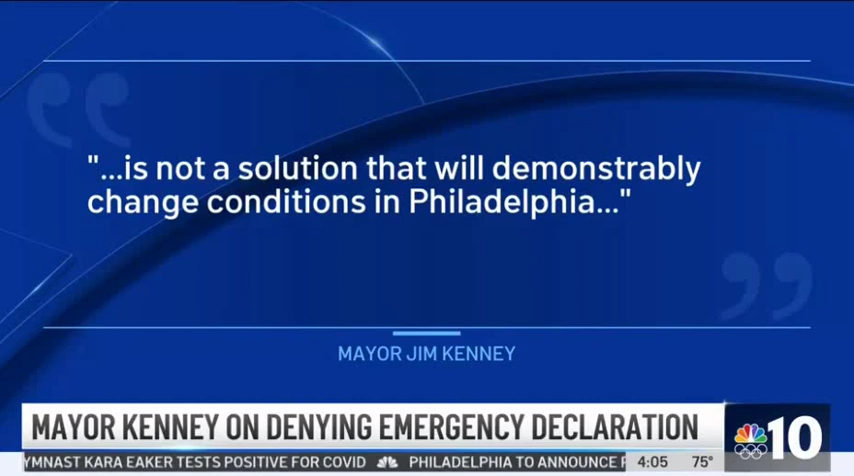 "...is not a solution that will demonstrably
change conditions in Philadelphia..."
MAYOR JIM KENNEY
MAYOR KENNEY ON DENYING EMERGENCY DECLARATION
10
YMNAST KARA EAKER TESTS POSITIVE FOR COVID PHILADELPHIA TO ANNOUNCE 4:05 75°